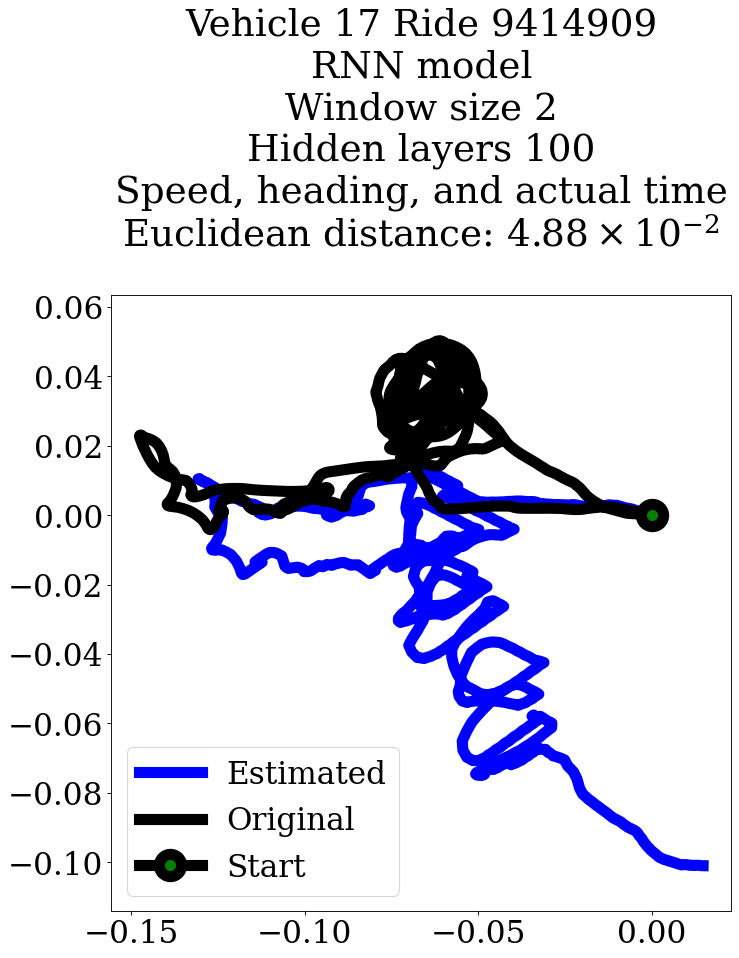 Vehicle 17 Ride 9414909
RNN model
Window size 2
Hidden layers 100
Speed, heading, and actual time
Euclidean distance: 4.88 × 10⁻²
0.06
0.04
0.02
0.00
−0.02
−0.04
−0.06
−0.08
−0.10
Estimated
Original
Start
−0.15
−0.10
−0.05
0.00